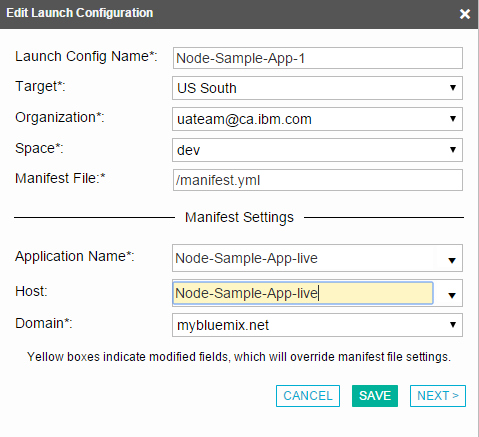 Edit Launch Configuration ×
Launch Config Name*: Node-Sample-App-1
Target*: US South
Organization*: uateam@ca.ibm.com
Space*: dev
Manifest File:* /manifest.yml
Manifest Settings
Application Name*: Node-Sample-App-live
Host: Node-Sample-App-live
Domain*: mybluemix.net
Yellow boxes indicate modified fields, which will override manifest file settings.
CANCEL SAVE NEXT >